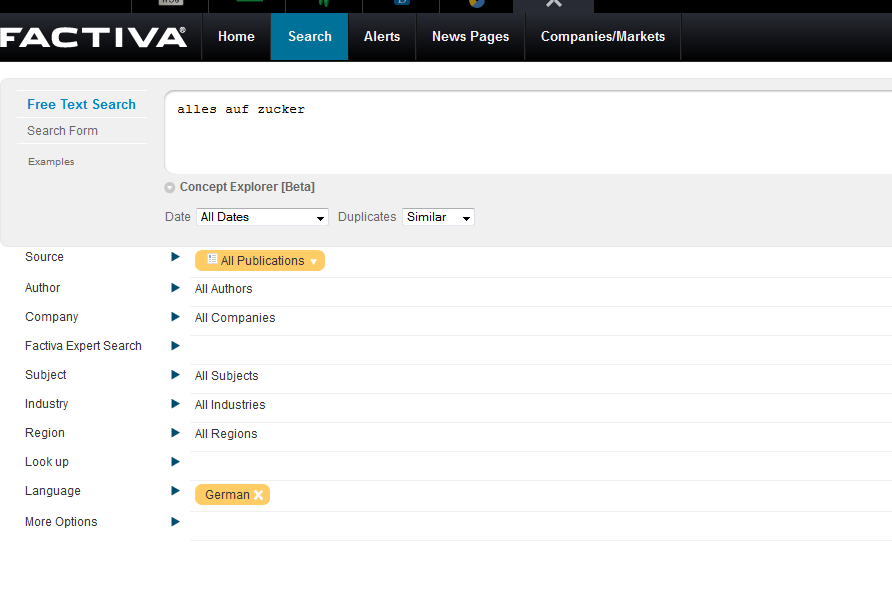 FACTIVA®
Home Search Alerts News Pages Companies/Markets
Free Text Search
Search Form
Examples
alles auf zucker
Concept Explorer [Beta]
Date All Dates Duplicates Similar
Source All Publications
Author All Authors
Company All Companies
Factiva Expert Search
Subject All Subjects
Industry All Industries
Region All Regions
Look up
Language German
More Options